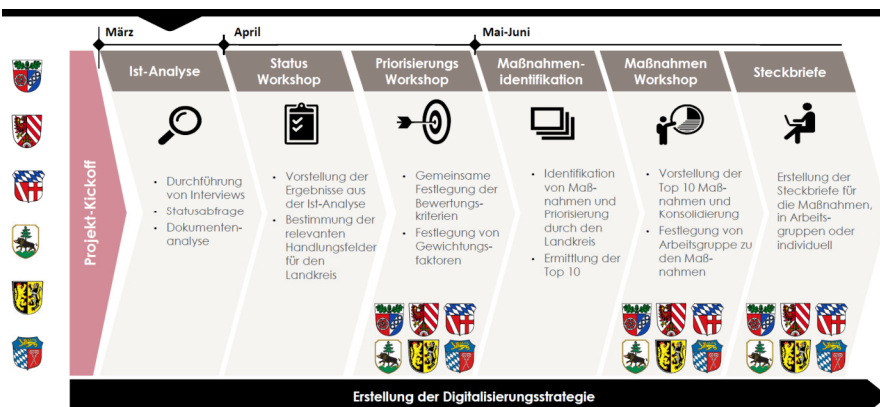 März
April
Mai-Juni
Projekt-Kickoff
Ist-Analyse
Status
Workshop
Priorisierungs
Workshop
Maßnahmen-
identifikation
Maßnahmen
Workshop
Steckbriefe
• Durchführung
von Interviews
• Statusabfrage
• Dokumenten-
analyse
• Vorstellung der
Ergebnisse aus
der Ist-Analyse
• Bestimmung der
relevanten
Handlungsfelder
für den
Landkreis
• Gemeinsame
Festlegung der
Bewertungs-
kriterien
• Festlegung von
Gewichtungs-
faktoren
• Identifikation
von Maß-
nahmen und
Priorisierung
durch den
Landkreis
• Ermittlung der
Top 10
• Vorstellung der
Top 10 Maß-
nahmen und
Konsolidierung
• Festlegung von
Arbeitsgruppe zu
den Maß-
nahmen
Erstellung der
Steckbriefe für
die Maßnahmen,
in Arbeits-
gruppen oder
individuell
Erstellung der Digitalisierungsstrategie